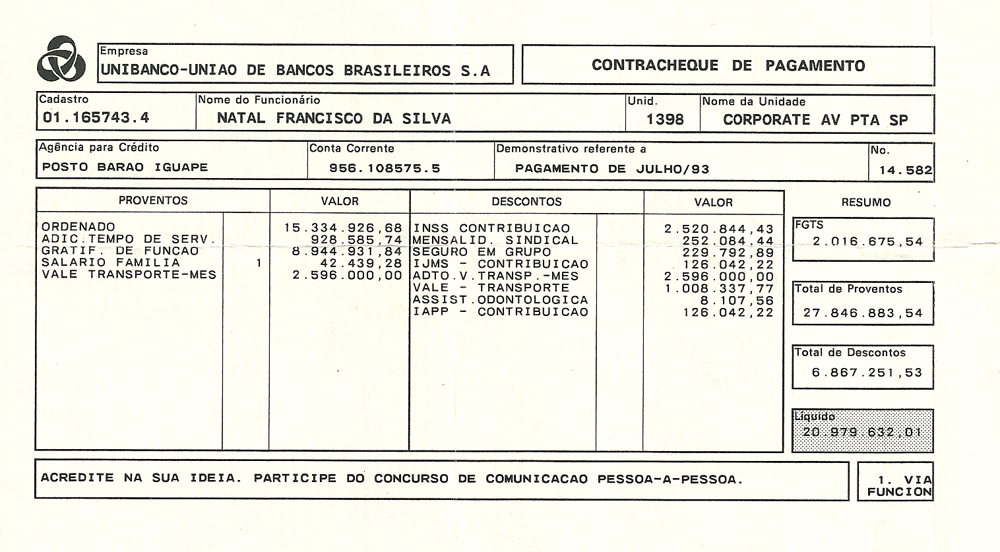 Empresa
UNIBANCO-UNIAO DE BANCOS BRASILEIROS S.A
CONTRACHEQUE DE PAGAMENTO
Cadastro
01.165743.4
Nome do Funcionário
NATAL FRANCISCO DA SILVA
Unid.
1398
Nome da Unidade
CORPORATE AV PTA SP
Agência para Crédito
POSTO BARAO IGUAPE
Conta Corrente
956.108575.5
Demonstrativo referente a
PAGAMENTO DE JULHO/93
No.
14.582
PROVENTOS VALOR
ORDENADO 15.334.926,68
ADIC.TEMPO DE SERV. 928.585,74
GRATIF. DE FUNCAO 8.944.931,84
SALARIO FAMILIA 1 42.439,28
VALE TRANSPORTE-MES 2.596.000,00
DESCONTOS VALOR
INSS CONTRIBUICAO 2.520.844,43
MENSALID. SINDICAL 252.084,44
SEGURO EM GRUPO 229.792,89
IJMS - CONTRIBUICAO 126.042,22
ADTO.V.TRANSP.-MES 2.596.000,00
VALE - TRANSPORTE 1.008.337,77
ASSIST.ODONTOLOGICA 8.107,56
IAPP - CONTRIBUICAO 126.042,22
RESUMO
FGTS
2.016.675,54
Total de Proventos
27.846.883,54
Total de Descontos
6.867.251,53
Líquido
20.979.632,01
ACREDITE NA SUA IDEIA. PARTICIPE DO CONCURSO DE COMUNICACAO PESSOA-A-PESSOA.
1. VIA
FUNCION